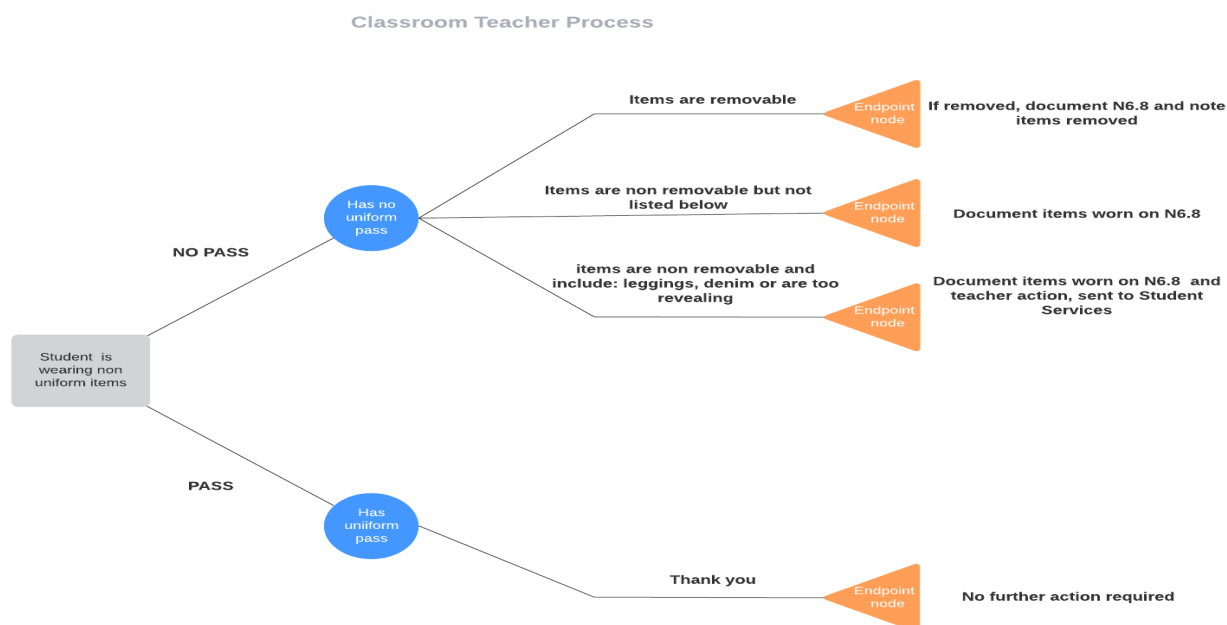 Classroom Teacher Process
Items are removable
Endpoint
node
If removed, document N6.8 and note
items removed
Has no
uniform
pass
Items are non removable but not
listed below
Endpoint
node
Document items worn on N6.8
NO PASS
items are non removable and
include: leggings, denim or are too
revealing
Endpoint
node
Document items worn on N6.8 and
teacher action, sent to Student
Services
Student is
wearing non
uniform items
PASS
Has
uniiform
pass
Thank you
Endpoint
node
No further action required